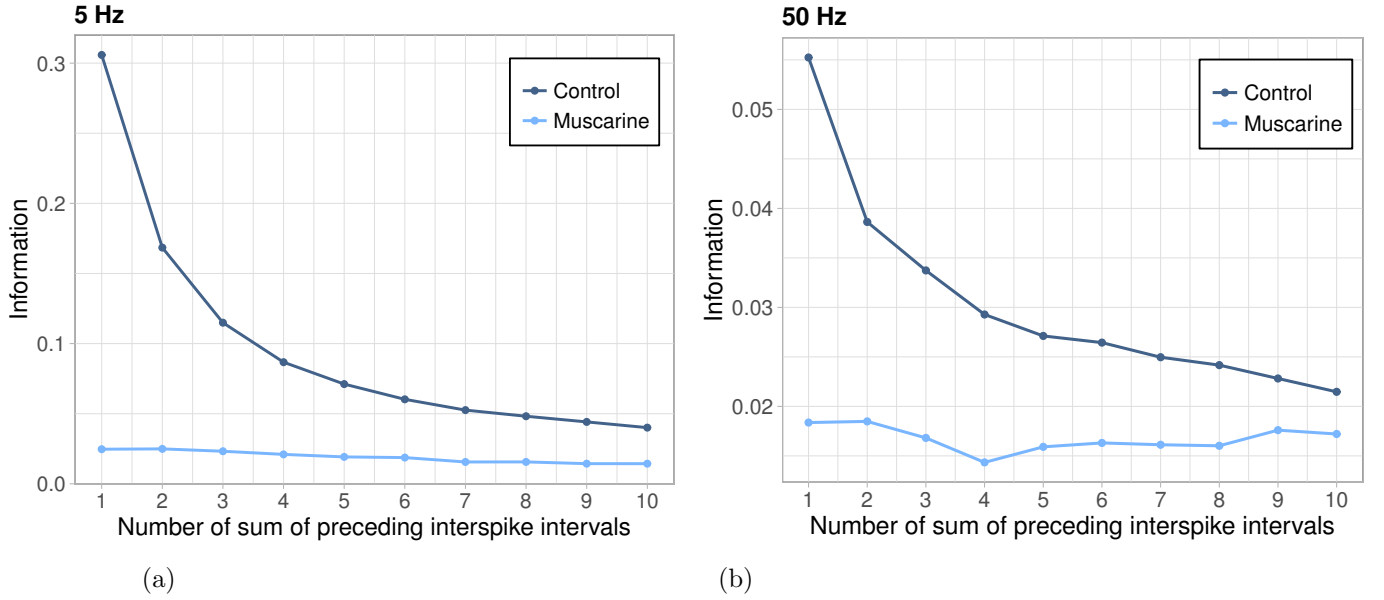 5 Hz
Information
0.3
0.2
0.1
0.0
Control
Muscarine
1 2 3 4 5 6 7 8 9 10
Number of sum of preceding interspike intervals
(a)
50 Hz
Information
0.05
0.04
0.03
0.02
Control
Muscarine
1 2 3 4 5 6 7 8 9 10
Number of sum of preceding interspike intervals
(b)